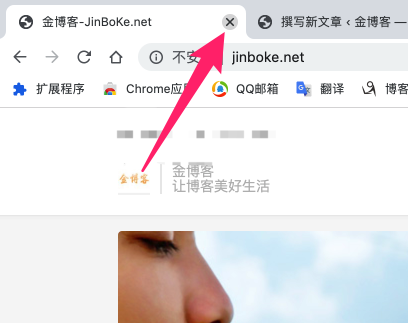 金博客-JinBoKe.net
撰写新文章 ‹ 金博客 —
不安 jinboke.net
扩展程序 Chrome应 QQ邮箱 翻译 博客
金博客
金博客
让博客美好生活